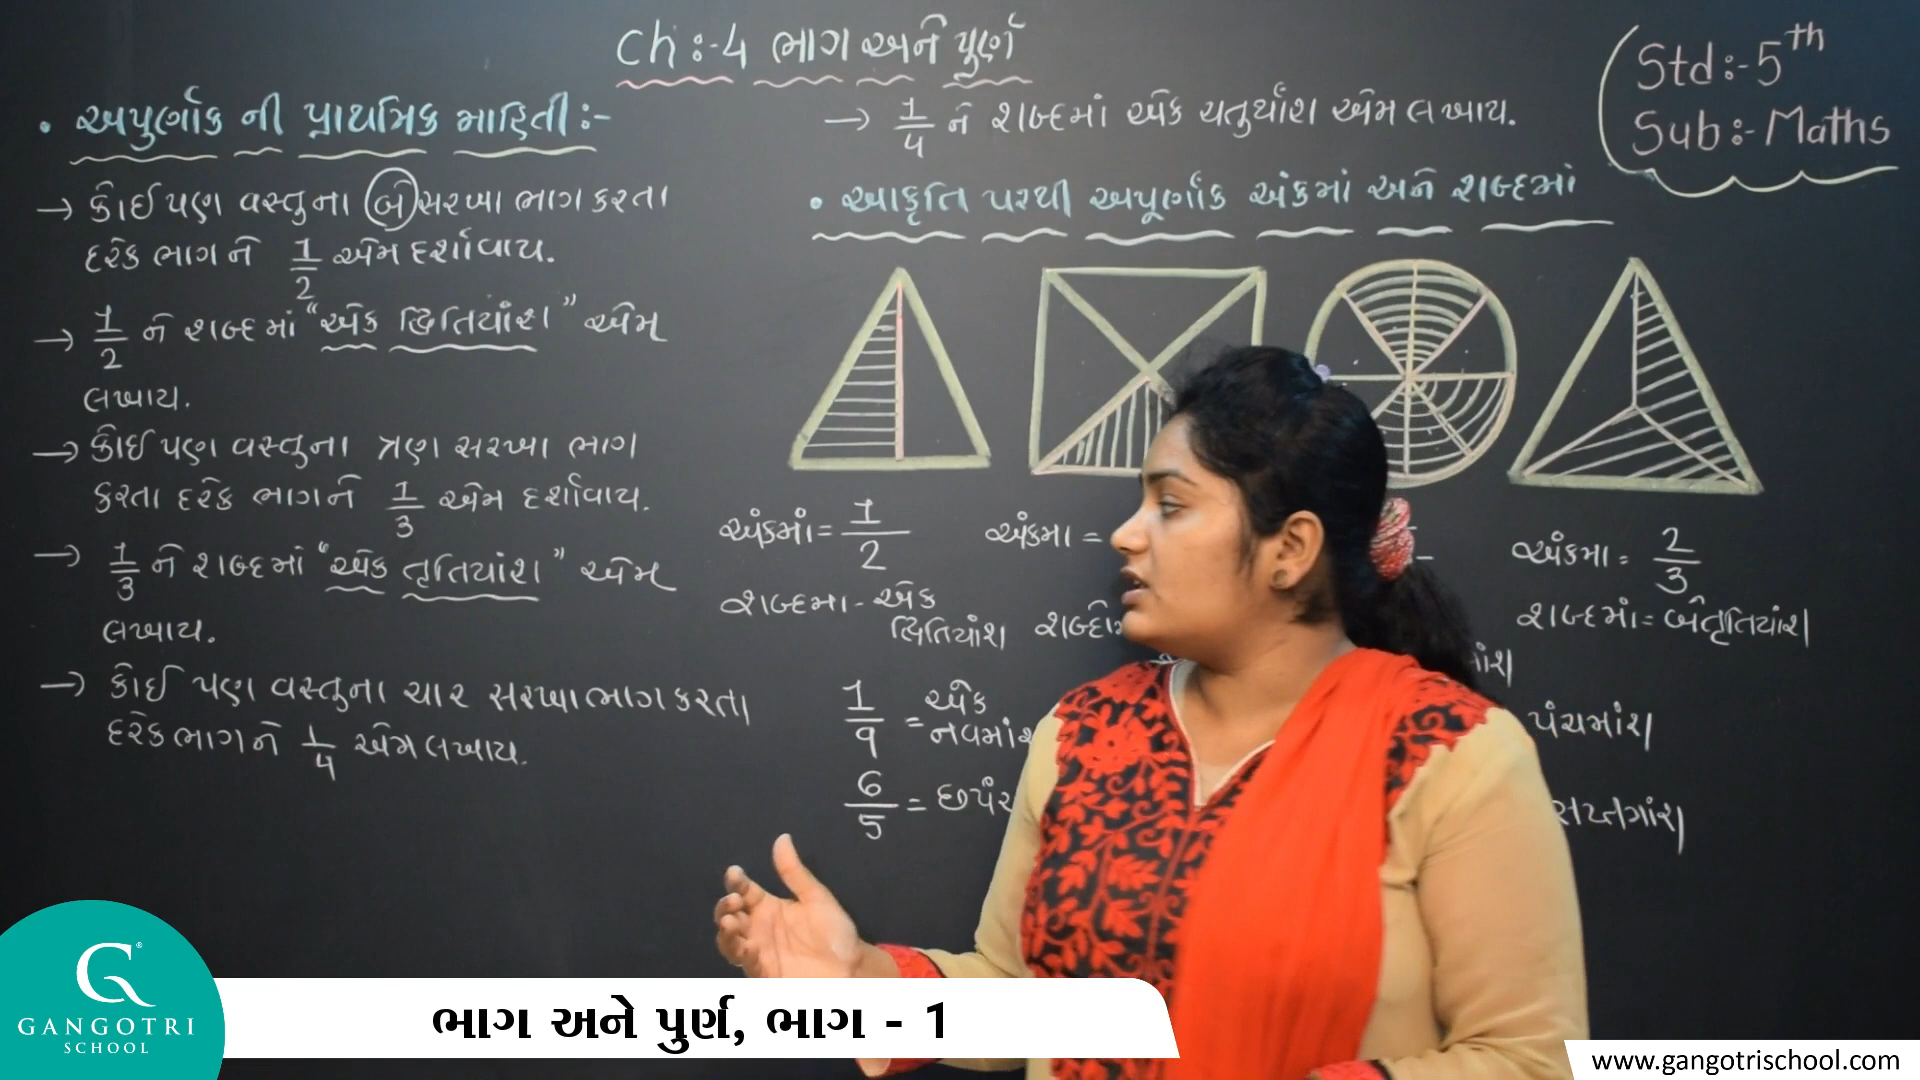 Ch :- 4 ભાગ અને પુર્ણ
Std :- 5th
Sub :- Maths
• અપુર્ણાંક ની પ્રાથમિક માહિતી :-
→ કોઈ પણ વસ્તુના બે સરખા ભાગ કરતા
દરેક ભાગ ને 1/2 એમ દર્શાવાય.
→ 1/2 ને શબ્દ માં "એક દ્વિતિયાંશ" એમ
લખાય.
→ કોઈ પણ વસ્તુના ત્રણ સરખા ભાગ
કરતા દરેક ભાગને 1/3 એમ દર્શાવાય.
→ 1/3 ને શબ્દમાં "એક તૃતિયાંશ" એમ
લખાય.
→ કોઈ પણ વસ્તુના ચાર સરખા ભાગ કરતા
દરેક ભાગને 1/4 એમ લખાય.
→ 1/4 ને શબ્દમાં એક ચતુર્થાંશ એમ લખાય.
• આકૃતિ પરથી અપૂર્ણાંક અંકમાં અને શબ્દમાં
અંકમાં = 1/2
શબ્દમા - એક
દ્વિતિયાંશ
અંકમા =
અંકમા = 2/3
શબ્દમાં = બેતૃતિયાંશ
1/9 = એક
નવમાંશ
6/5 = છ પંચ
પંચમાંશ
GANGOTRI
SCHOOL
ભાગ અને પુર્ણ, ભાગ - 1
www.gangotrischool.com